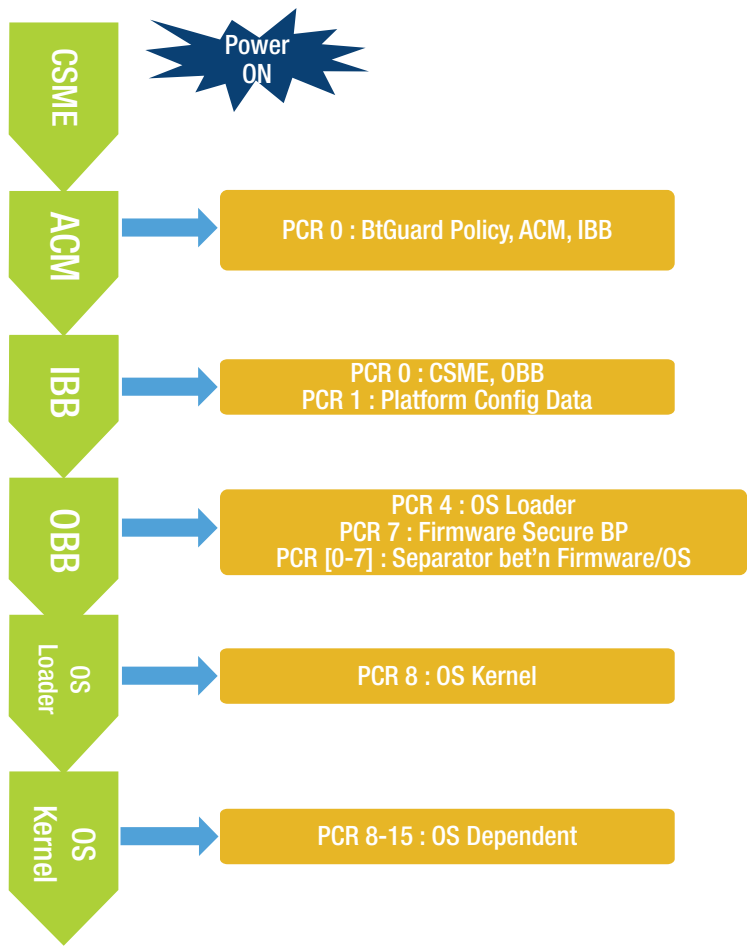 Power
ON
CSME
ACM
PCR 0 : BtGuard Policy, ACM, IBB
IBB
PCR 0 : CSME, OBB
PCR 1 : Platform Config Data
OBB
PCR 4 : OS Loader
PCR 7 : Firmware Secure BP
PCR [0-7] : Separator bet'n Firmware/OS
OS
Loader
PCR 8 : OS Kernel
OS
Kernel
PCR 8-15 : OS Dependent